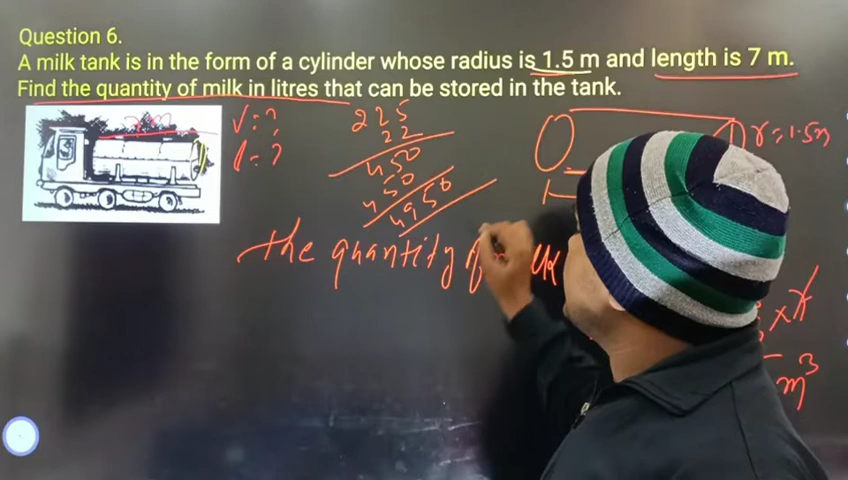 Question 6.
A milk tank is in the form of a cylinder whose radius is 1.5 m and length is 7 m.
Find the quantity of milk in litres that can be stored in the tank.
7m
V = ?
l = ?
225
22
450
450
4950
r = 1.5m
the quantity of
x π
m³